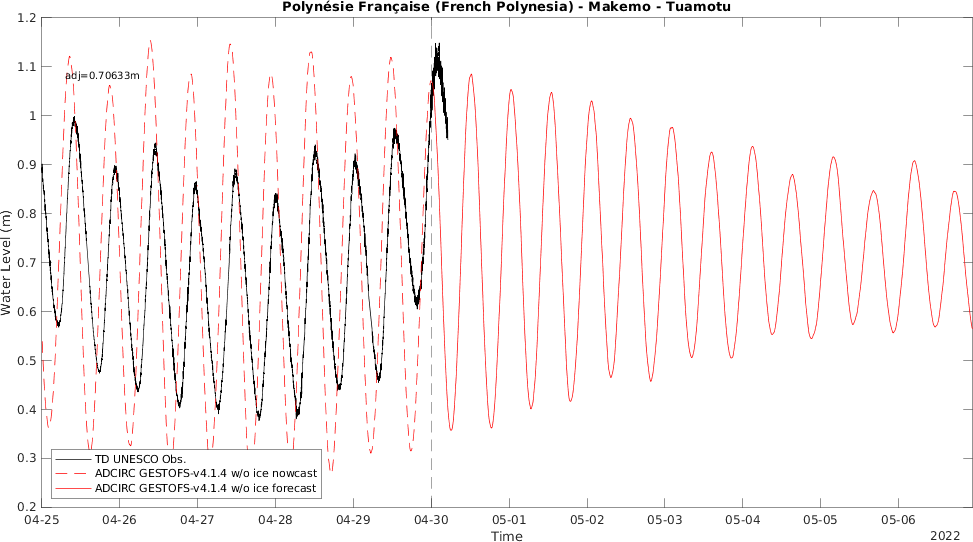 Polynésie Française (French Polynesia) - Makemo - Tuamotu
1.2
1.1
1
0.9
0.8
0.7
0.6
0.5
0.4
0.3
0.2
Water Level (m)
adj=0.70633m
TD UNESCO Obs.
ADCIRC GESTOFS-v4.1.4 w/o ice nowcast
ADCIRC GESTOFS-v4.1.4 w/o ice forecast
04-25 04-26 04-27 04-28 04-29 04-30 05-01 05-02 05-03 05-04 05-05 05-06
Time
2022